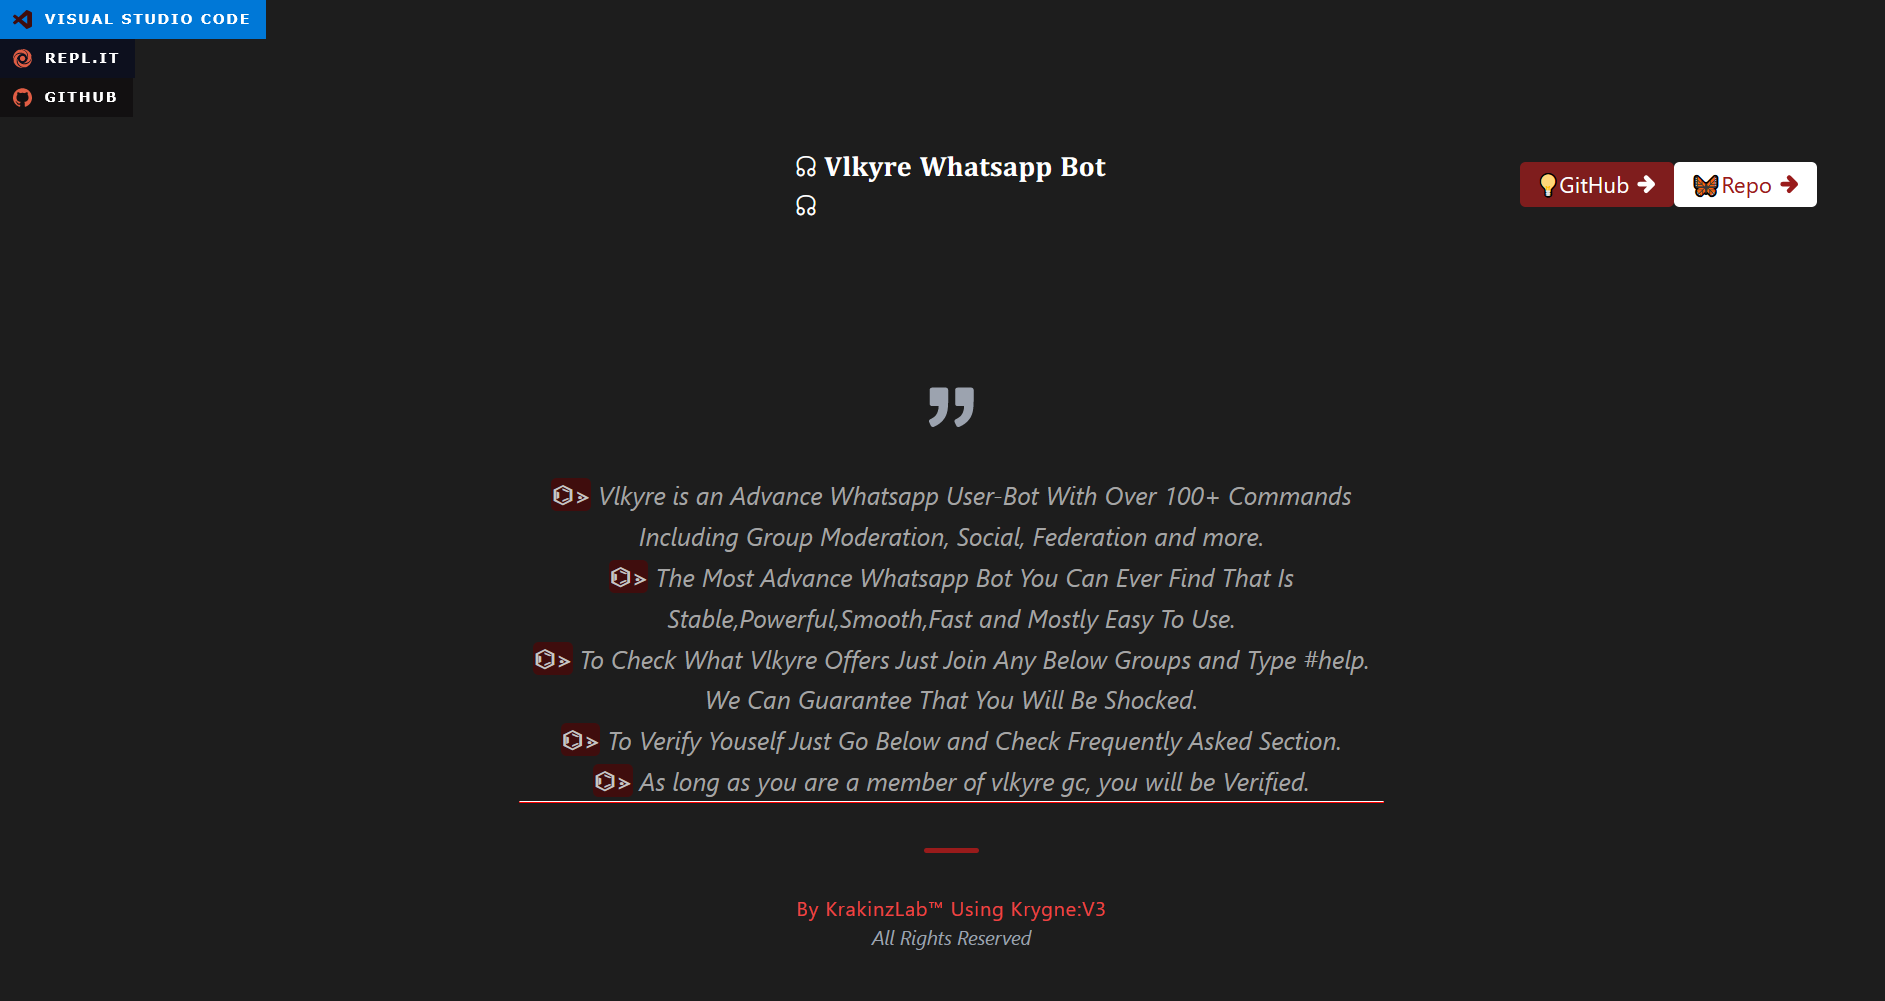 VISUAL STUDIO CODE
REPL.IT
GITHUB
☊ Vlkyre Whatsapp Bot
☊
💡GitHub ➜
🦋Repo ➜
”
⌬➢ Vlkyre is an Advance Whatsapp User-Bot With Over 100+ Commands
Including Group Moderation, Social, Federation and more.
⌬➢ The Most Advance Whatsapp Bot You Can Ever Find That Is
Stable,Powerful,Smooth,Fast and Mostly Easy To Use.
⌬➢ To Check What Vlkyre Offers Just Join Any Below Groups and Type #help.
We Can Guarantee That You Will Be Shocked.
⌬➢ To Verify Youself Just Go Below and Check Frequently Asked Section.
⌬➢ As long as you are a member of vlkyre gc, you will be Verified.
By KrakinzLab™ Using Krygne:V3
All Rights Reserved